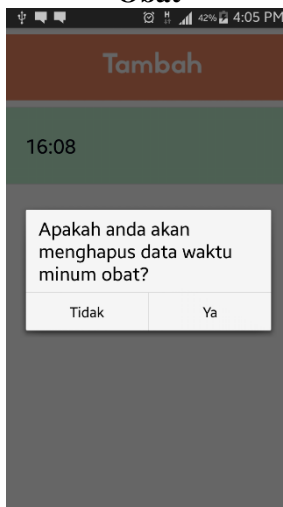 Obat
42% 4:05 PM
Tambah
16:08
Apakah anda akan
menghapus data waktu
minum obat?
Tidak Ya